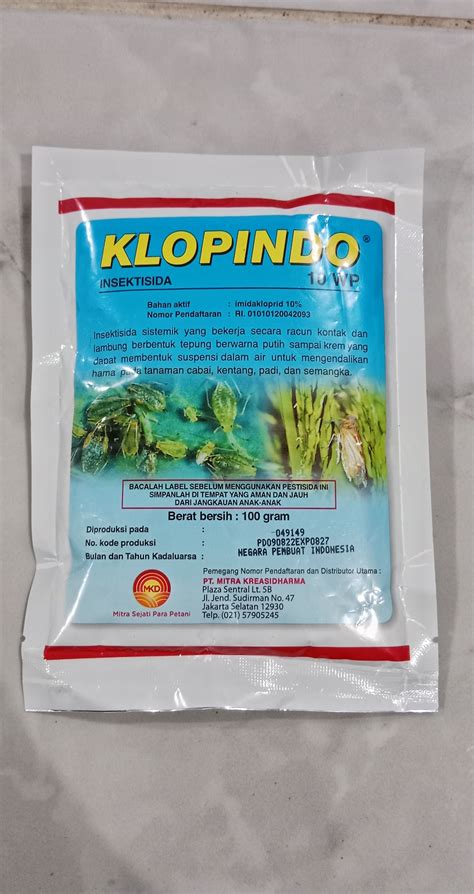 KLOPINDO®
INSEKTISIDA 10 WP
Bahan aktif : imidakloprid 10%
Nomor Pendaftaran : RI. 01010120042093
Insektisida sistemik yang bekerja secara racun kontak dan
lambung berbentuk tepung berwarna putih sampai krem yang
dapat membentuk suspensi dalam air untuk mengendalikan
hama pada tanaman cabai, kentang, padi, dan semangka.
BACALAH LABEL SEBELUM MENGGUNAKAN PESTISIDA INI
SIMPANLAH DI TEMPAT YANG AMAN DAN JAUH
DARI JANGKAUAN ANAK-ANAK
Berat bersih : 100 gram
Diproduksi pada : 049149
No. kode produksi : PD090822EXP0827
Bulan dan Tahun Kadaluarsa : NEGARA PEMBUAT INDONESIA
Pemegang Nomor Pendaftaran dan Distributor Utama :
PT. MITRA KREASIDHARMA
Plaza Sentral Lt. 5B
Jl. Jend. Sudirman No. 47
Jakarta Selatan 12930
Telp. (021) 57905245
MKD
Mitra Sejati Para Petani